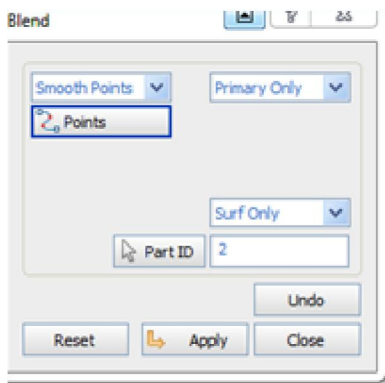 Blend
Smooth Points Primary Only
Points
Surf Only
Part ID 2
Undo
Reset Apply Close